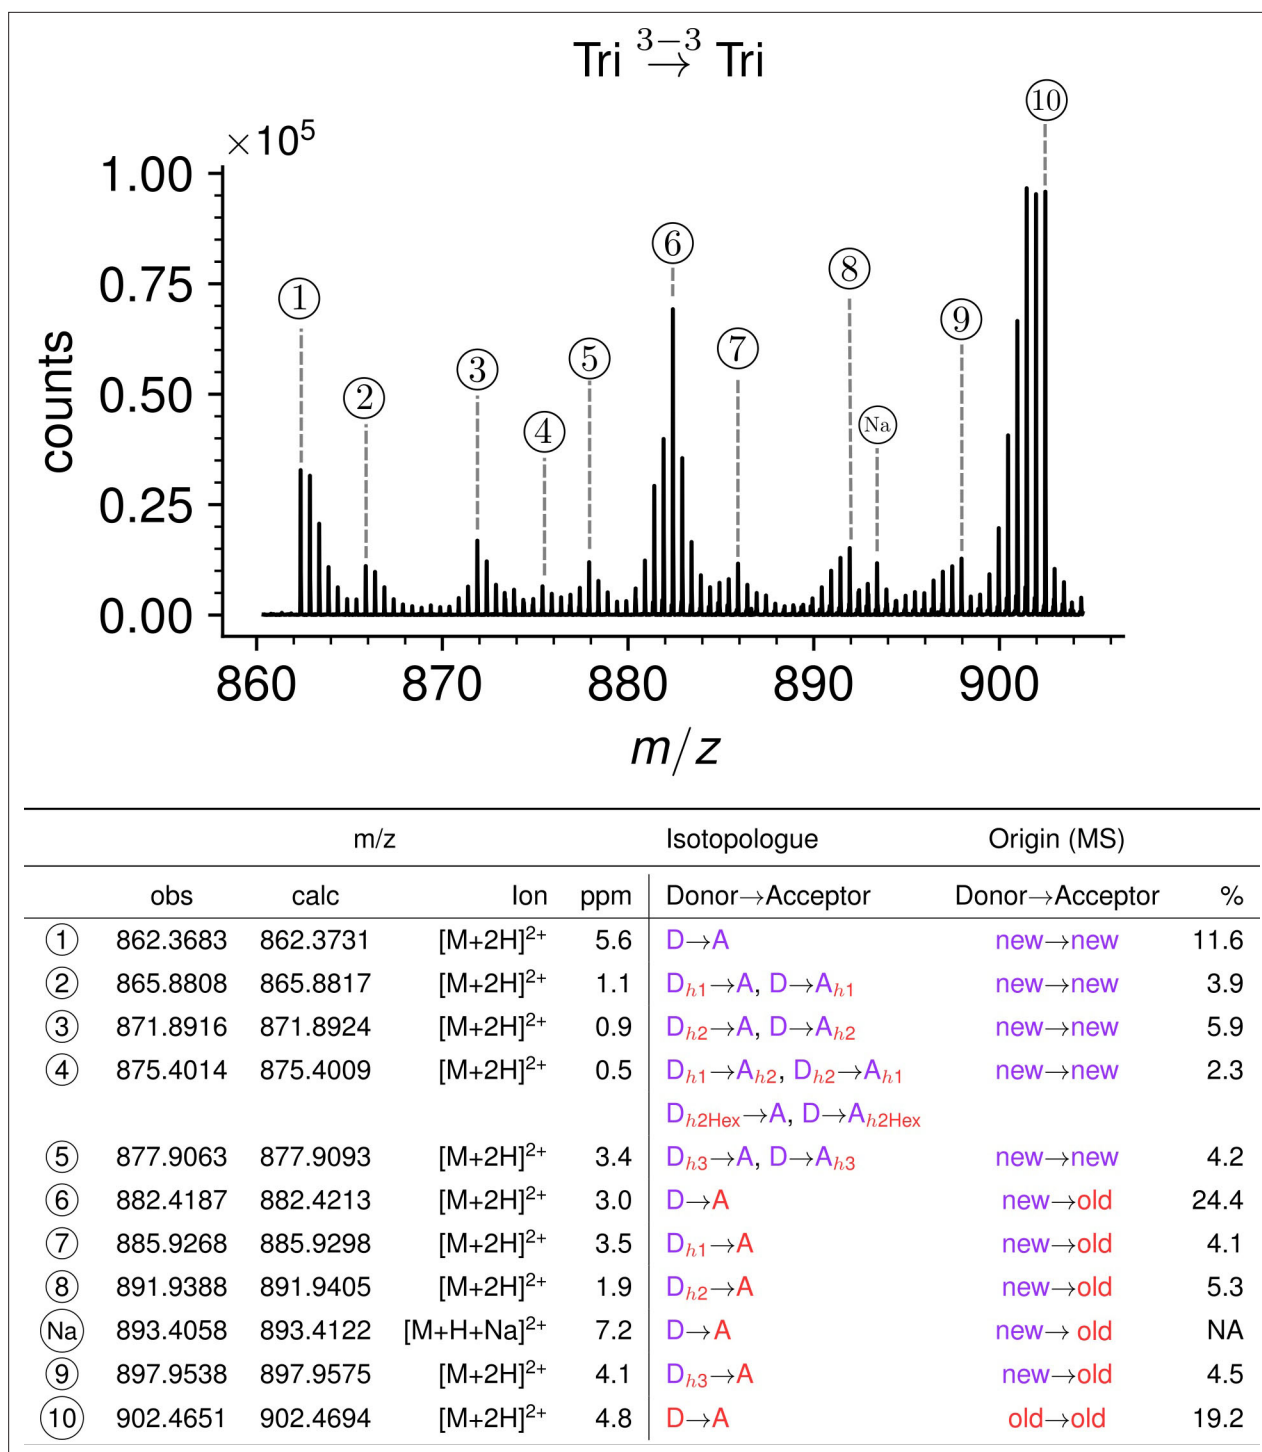 Tri 3−3→ Tri
×10⁵
1.00
0.75
0.50
0.25
0.00
counts
① ② ③ ④ ⑤ ⑥ ⑦ ⑧ Na ⑨ ⑩
860 870 880 890 900
m/z
m/z Isotopologue Origin (MS)
obs calc Ion ppm Donor→Acceptor Donor→Acceptor %
① 862.3683 862.3731 [M+2H]²⁺ 5.6 D→A new→new 11.6
② 865.8808 865.8817 [M+2H]²⁺ 1.1 Dh1→A, D→Ah1 new→new 3.9
③ 871.8916 871.8924 [M+2H]²⁺ 0.9 Dh2→A, D→Ah2 new→new 5.9
④ 875.4014 875.4009 [M+2H]²⁺ 0.5 Dh1→Ah2, Dh2→Ah1 new→new 2.3
Dh2Hex→A, D→Ah2Hex
⑤ 877.9063 877.9093 [M+2H]²⁺ 3.4 Dh3→A, D→Ah3 new→new 4.2
⑥ 882.4187 882.4213 [M+2H]²⁺ 3.0 D→A new→old 24.4
⑦ 885.9268 885.9298 [M+2H]²⁺ 3.5 Dh1→A new→old 4.1
⑧ 891.9388 891.9405 [M+2H]²⁺ 1.9 Dh2→A new→old 5.3
Na 893.4058 893.4122 [M+H+Na]²⁺ 7.2 D→A new→ old NA
⑨ 897.9538 897.9575 [M+2H]²⁺ 4.1 Dh3→A new→old 4.5
⑩ 902.4651 902.4694 [M+2H]²⁺ 4.8 D→A old→old 19.2